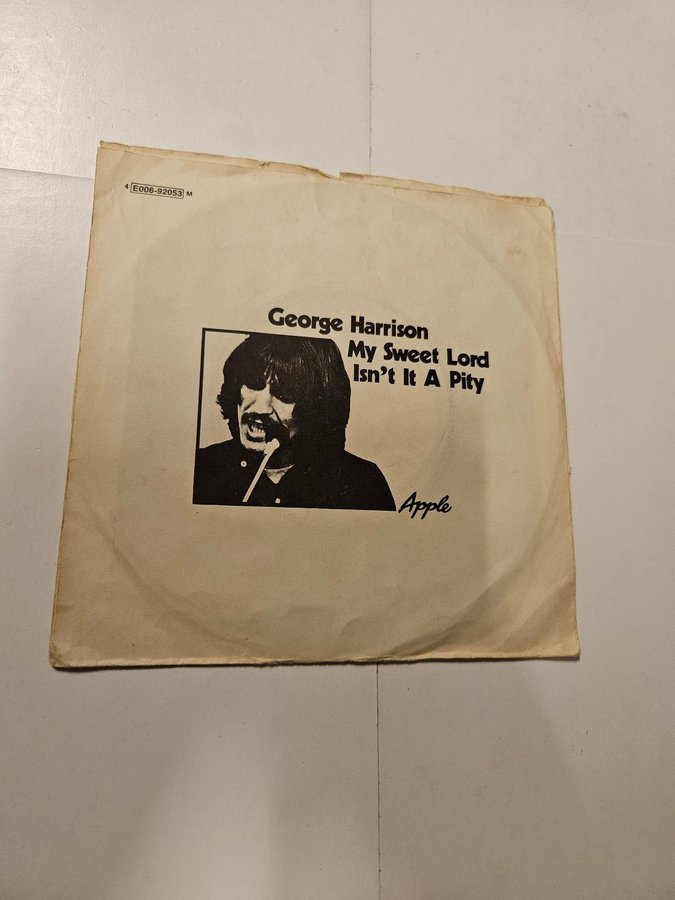 4 E006-92053 M
George Harrison
My Sweet Lord
Isn't It A Pity
Apple